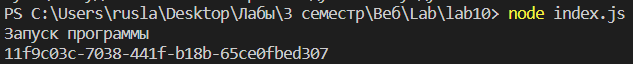 PS C:\Users\rusla\Desktop\Лабы\3 семестр\Веб\Lab\lab10> node index.js
Запуск программы
11f9c03c-7038-441f-b18b-65ce0fbed307